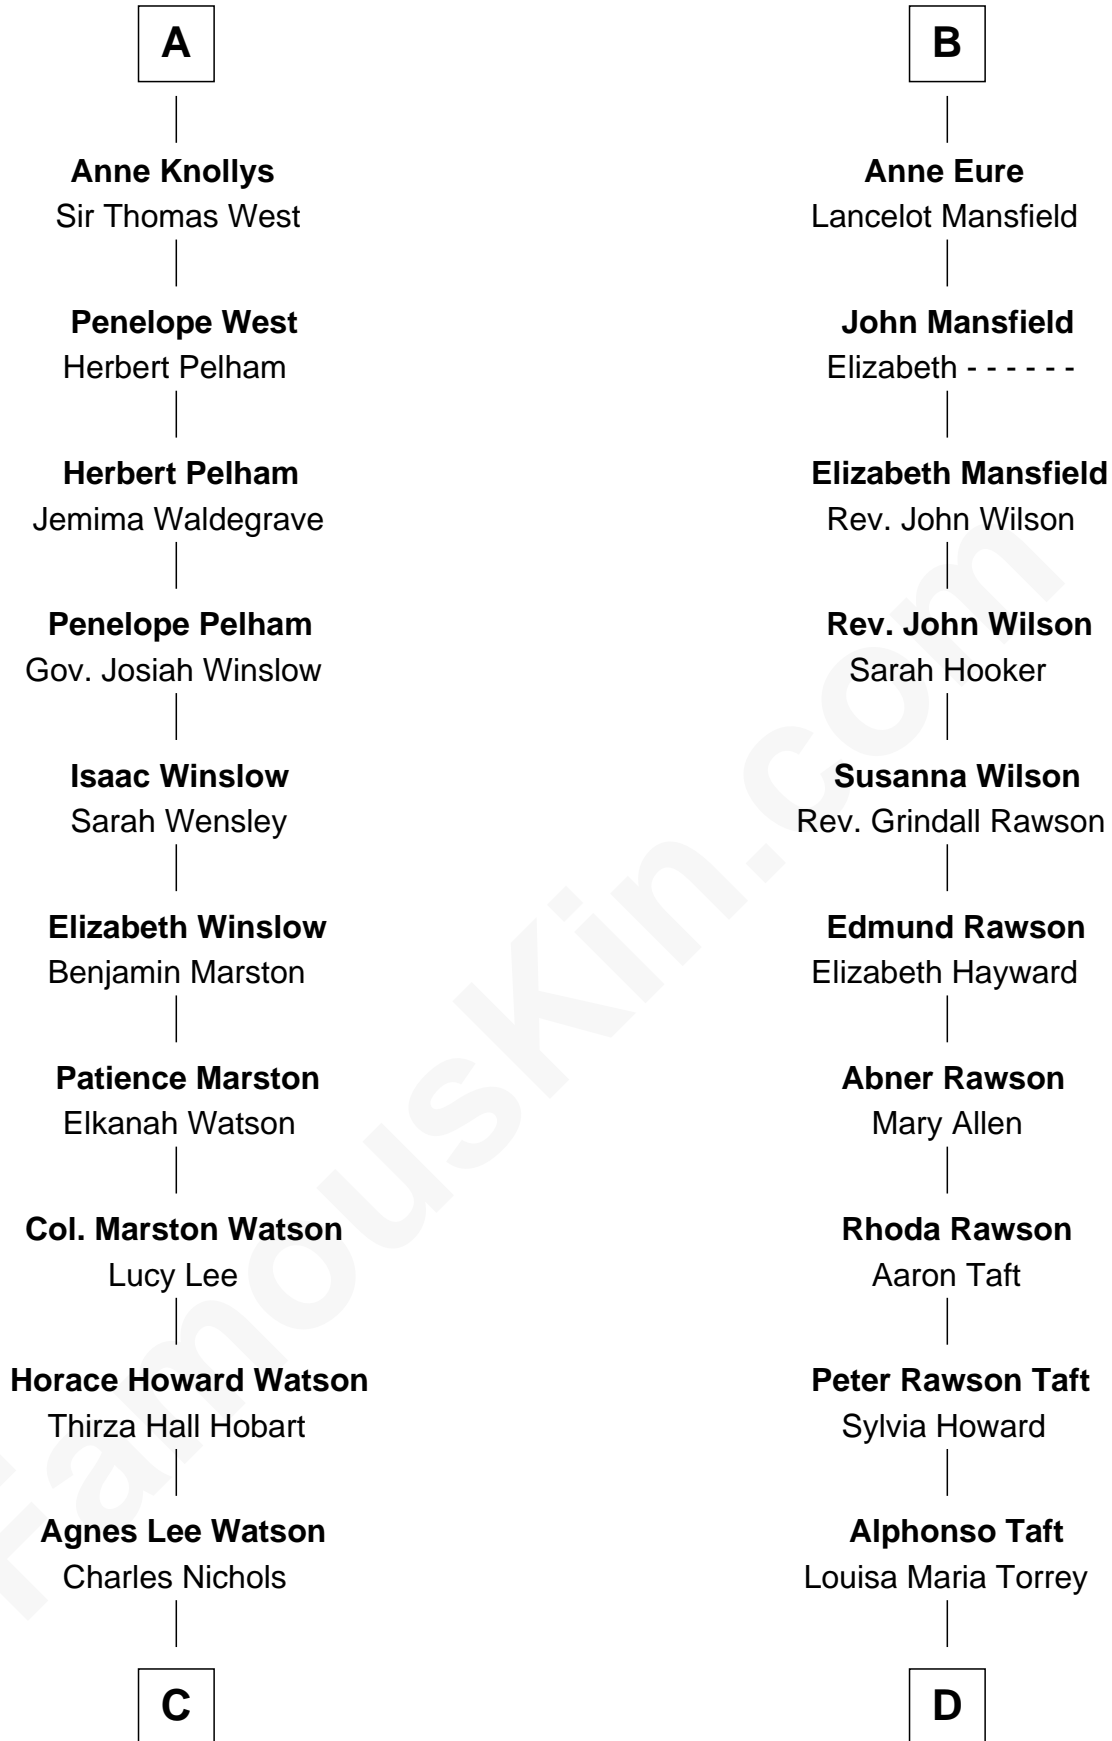 A
Anne Knollys
Sir Thomas West
Penelope West
Herbert Pelham
Herbert Pelham
Jemima Waldegrave
Penelope Pelham
Gov. Josiah Winslow
Isaac Winslow
Sarah Wensley
Elizabeth Winslow
Benjamin Marston
Patience Marston
Elkanah Watson
Col. Marston Watson
Lucy Lee
Horace Howard Watson
Thirza Hall Hobart
Agnes Lee Watson
Charles Nichols
C
B
Anne Eure
Lancelot Mansfield
John Mansfield
Elizabeth - - - - - -
Elizabeth Mansfield
Rev. John Wilson
Rev. John Wilson
Sarah Hooker
Susanna Wilson
Rev. Grindall Rawson
Edmund Rawson
Elizabeth Hayward
Abner Rawson
Mary Allen
Rhoda Rawson
Aaron Taft
Peter Rawson Taft
Sylvia Howard
Alphonso Taft
Louisa Maria Torrey
D
FamousKin.com